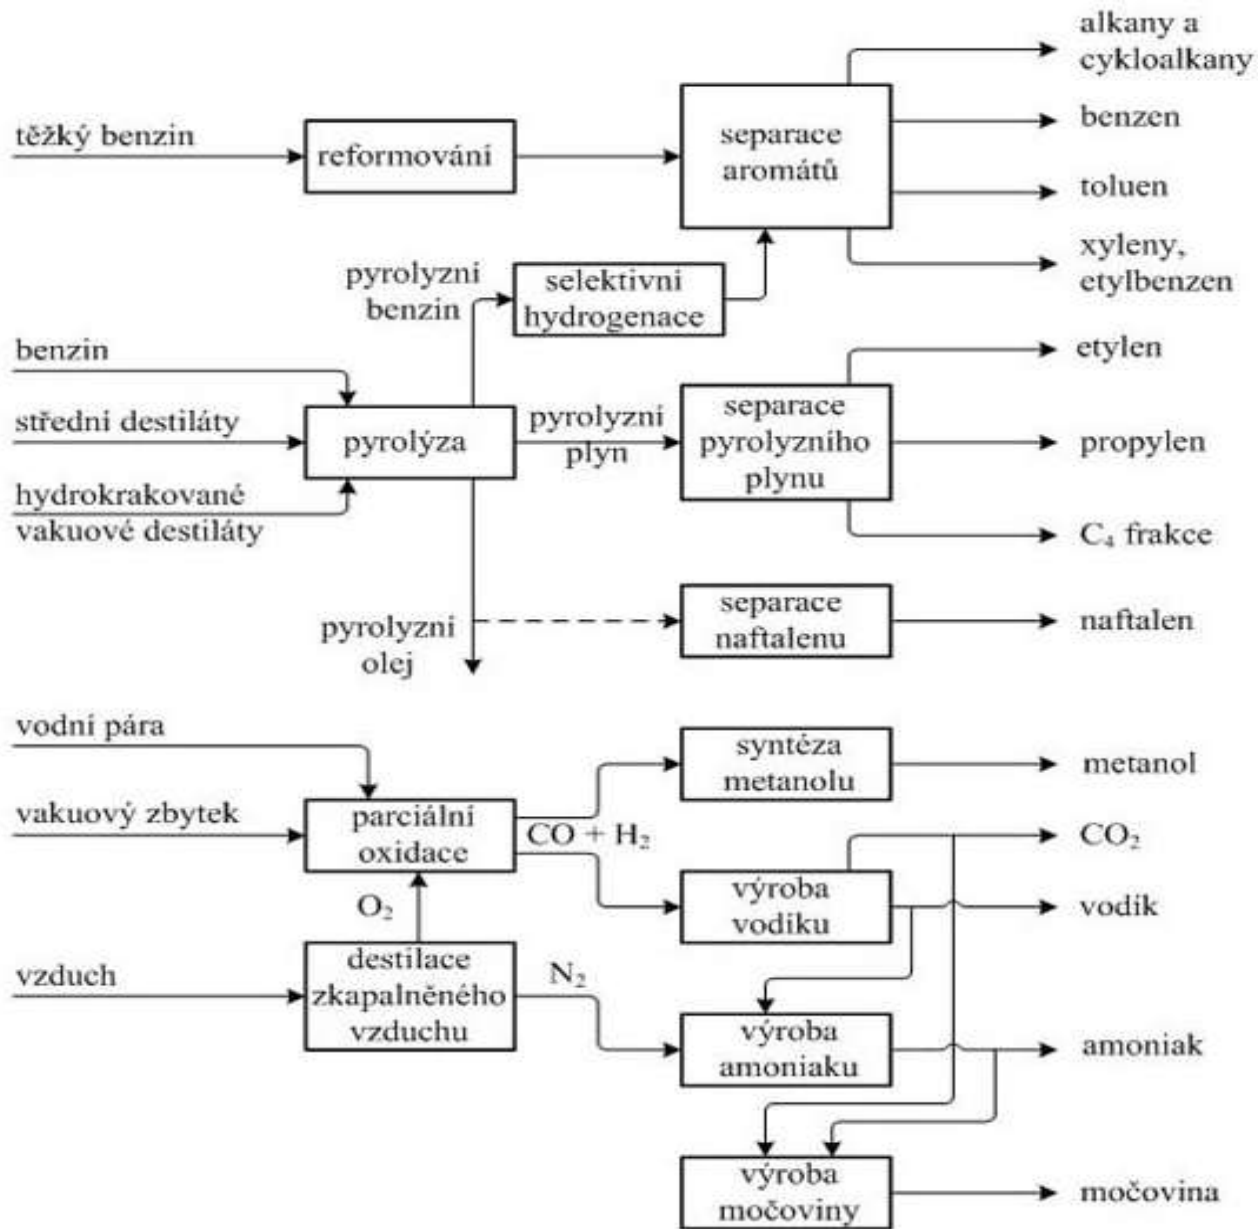 alkany a
cykloalkany
těžký benzin
reformování
separace
aromátů
benzen
toluen
xyleny,
etylbenzen
pyrolyzní
benzin
selektivní
hydrogenace
benzin
střední destiláty
hydrokrakované
vakuové destiláty
pyrolýza
pyrolyzní
plyn
separace
pyrolyzního
plynu
etylen
propylen
C₄ frakce
pyrolyzní
olej
separace
naftalenu
naftalen
vodní pára
vakuový zbytek
parciální
oxidace
CO + H₂
syntéza
metanolu
metanol
CO₂
výroba
vodíku
vodík
O₂
vzduch
destilace
zkapalněného
vzduchu
N₂
výroba
amoniaku
amoniak
výroba
močoviny
močovina